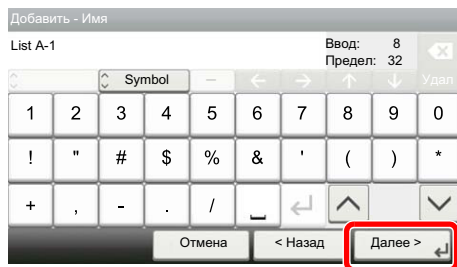 Добавить - Имя
List A-1
Ввод: 8
Предел: 32
Symbol
Удал
1 2 3 4 5 6 7 8 9 0
! " # $ % & ' ( ) *
+ , - . / _
Отмена < Назад Далее >